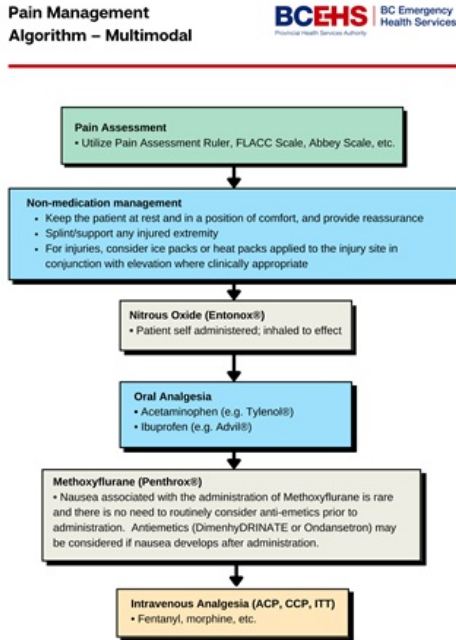 Pain Management
Algorithm – Multimodal
BCEHS
BC Emergency
Health Services
Provincial Health Services Authority
Pain Assessment
• Utilize Pain Assessment Ruler, FLACC Scale, Abbey Scale, etc.
Non-medication management
• Keep the patient at rest and in a position of comfort, and provide reassurance
• Splint/support any injured extremity
• For injuries, consider ice packs or heat packs applied to the injury site in
conjunction with elevation where clinically appropriate
Nitrous Oxide (Entonox®)
• Patient self administered; inhaled to effect
Oral Analgesia
• Acetaminophen (e.g. Tylenol®)
• Ibuprofen (e.g. Advil®)
Methoxyflurane (Penthrox®)
• Nausea associated with the administration of Methoxyflurane is rare
and there is no need to routinely consider anti-emetics prior to
administration. Antiemetics (DimenhyDRINATE or Ondansetron) may
be considered if nausea develops after administration.
Intravenous Analgesia (ACP, CCP, ITT)
• Fentanyl, morphine, etc.